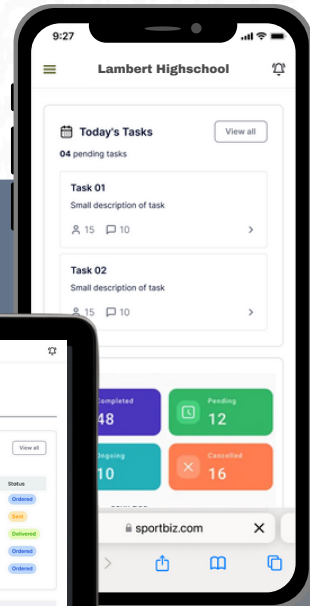 9:27
Lambert Highschool
Today's Tasks
View all
04 pending tasks
Task 01
Small description of task
15 10
Task 02
Small description of task
15 10
Completed
48
Pending
12
Ongoing
10
Cancelled
16
sportbiz.com
View all
Status
Ordered
Sent
Delivered
Ordered
Ordered